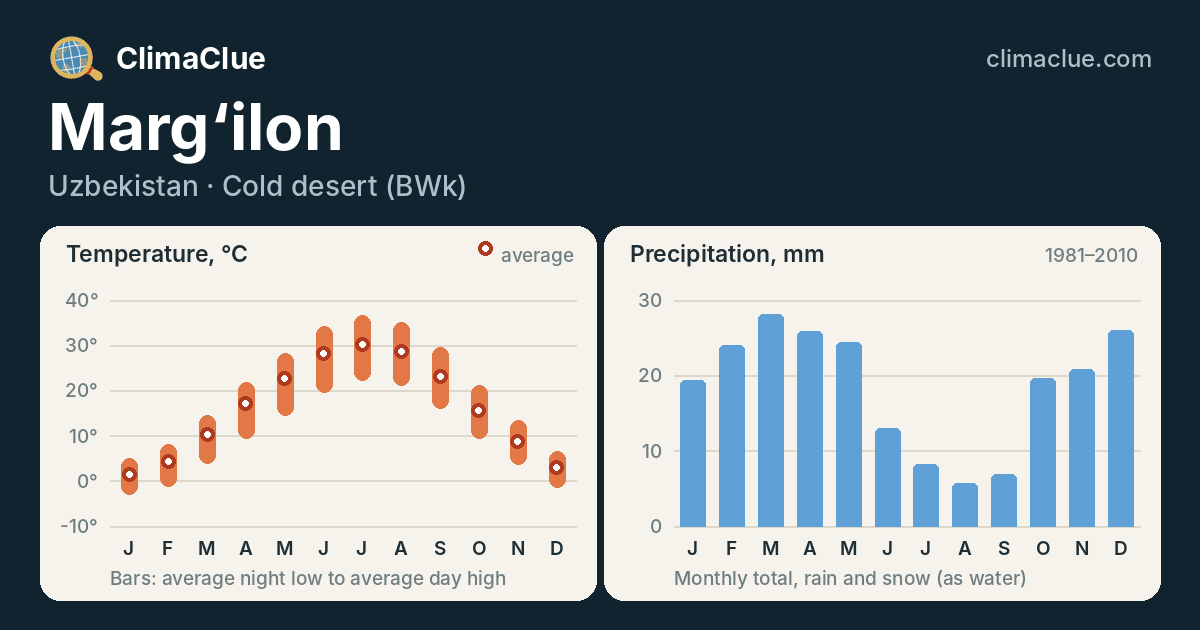 ClimaClue
climaclue.com
Marg‘ilon
Uzbekistan · Cold desert (BWk)
Temperature, °C
average
40°
30°
20°
10°
0°
-10°
J F M A M J J A S O N D
Bars: average night low to average day high
Precipitation, mm
1981–2010
30
20
10
0
J F M A M J J A S O N D
Monthly total, rain and snow (as water)